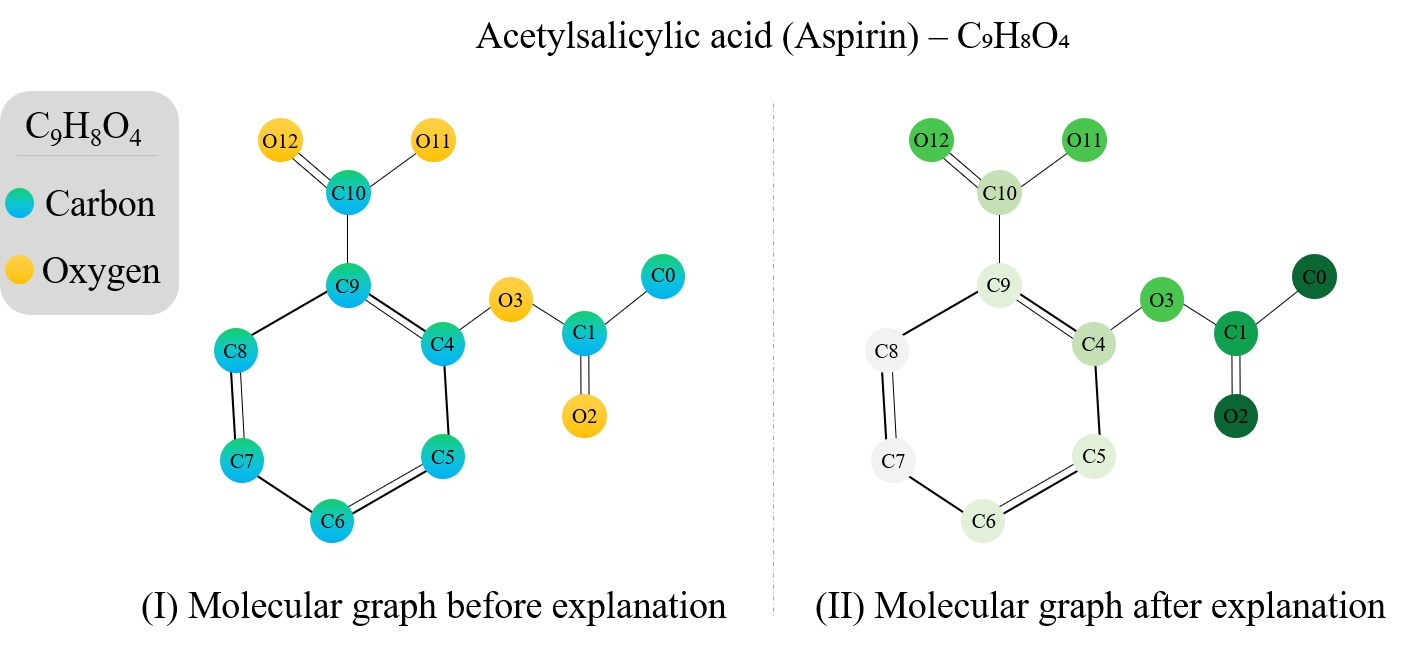 Acetylsalicylic acid (Aspirin) – C₉H₈O₄
C₉H₈O₄
Carbon
Oxygen
O12
O11
C10
C9
C0
O3
C1
C4
C8
O2
C7
C5
C6
(I) Molecular graph before explanation
O12
O11
C10
C9
C0
O3
C1
C4
C8
O2
C7
C5
C6
(II) Molecular graph after explanation